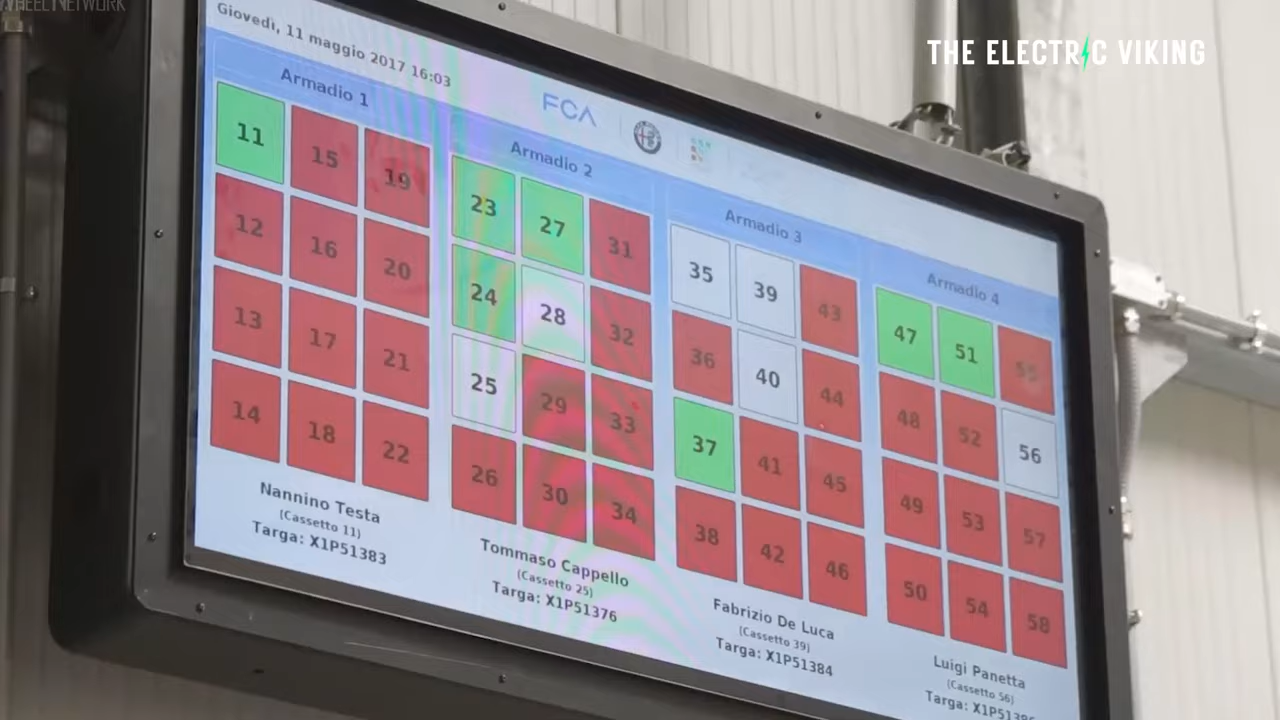 WHEEL NETWORK
THE ELECTRIC VIKING
Giovedì, 11 maggio 2017 16:03
FCA
Armadio 1
11 15 19
12 16 20
13 17 21
14 18 22
Nannino Testa
(Cassetto 11)
Targa: X1P51383
Armadio 2
23 27 31
24 28 32
25 29 33
26 30 34
Tommaso Cappello
(Cassetto 25)
Targa: X1P51376
Armadio 3
35 39 43
36 40 44
37 41 45
38 42 46
Fabrizio De Luca
(Cassetto 39)
Targa: X1P51384
Armadio 4
47 51 55
48 52 56
49 53 57
50 54 58
Luigi Panetta
(Cassetto 56)
Targa: